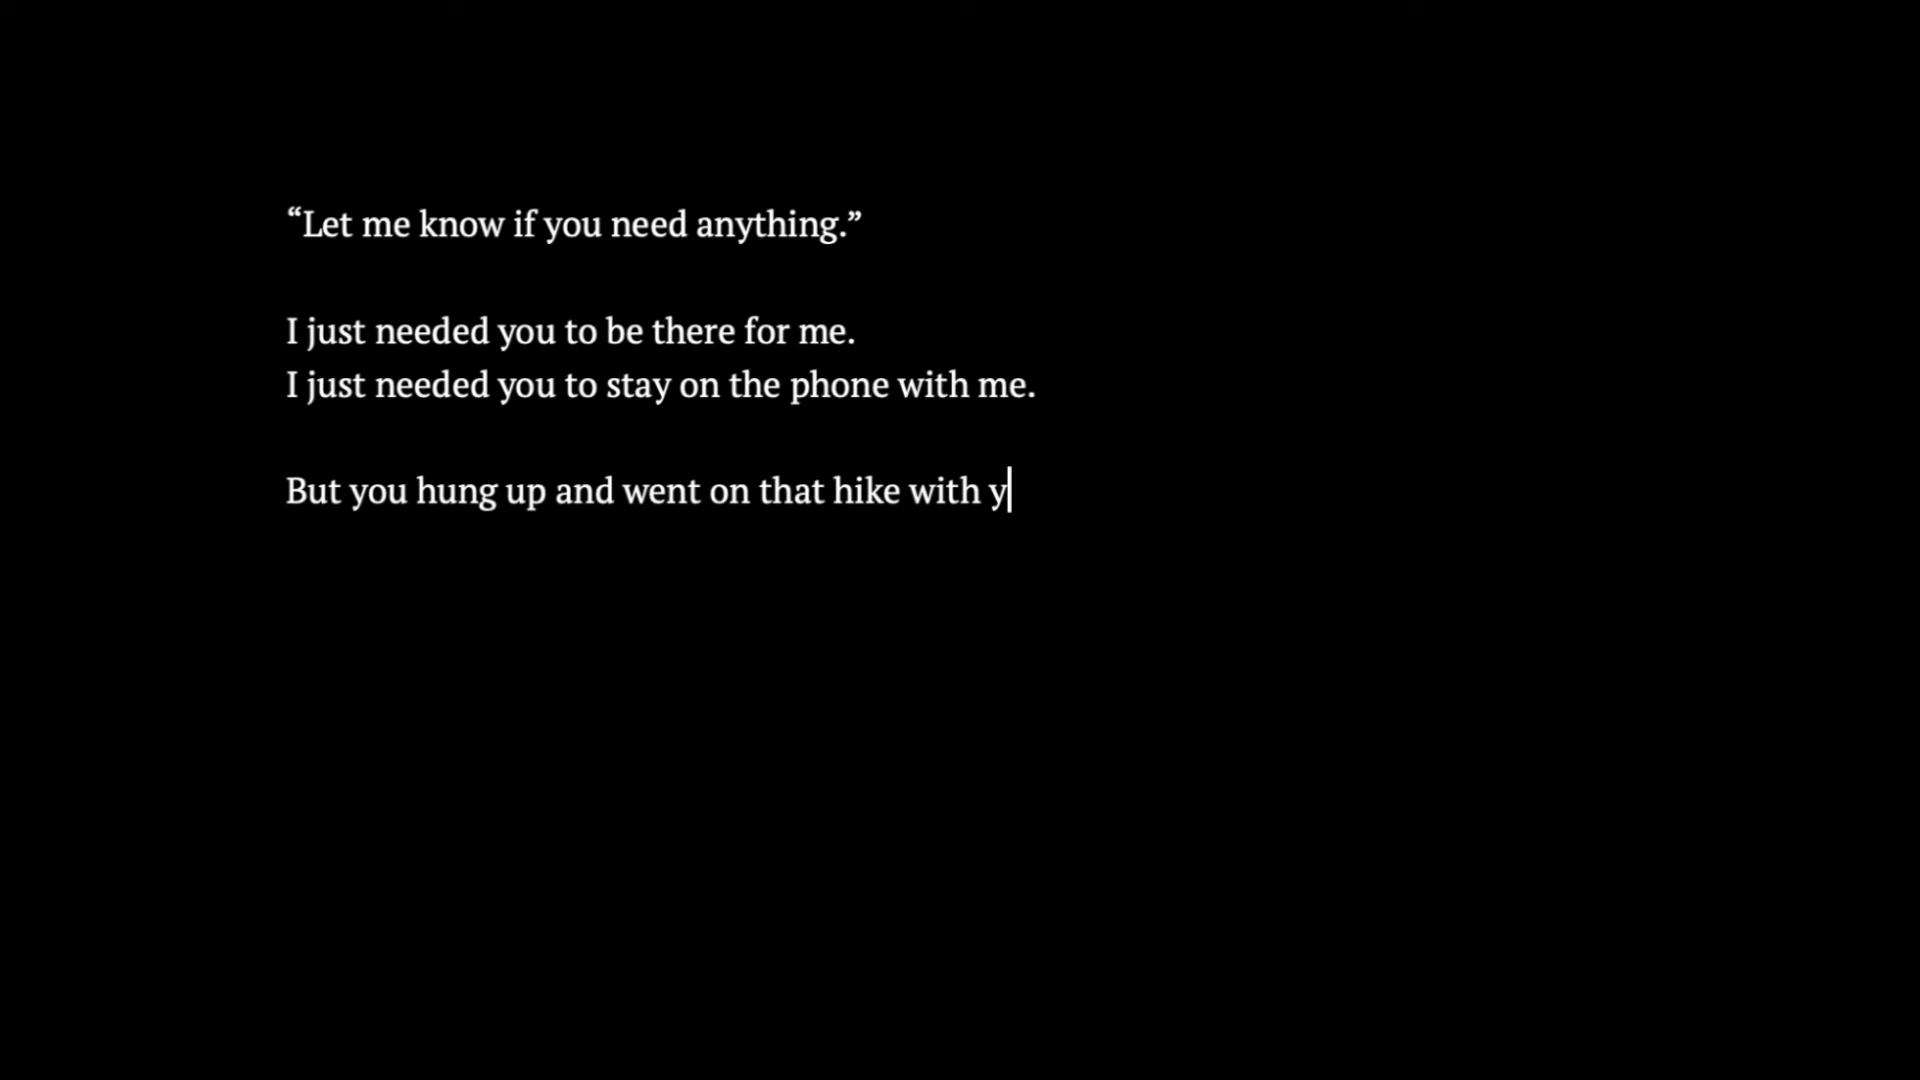 “Let me know if you need anything.”
I just needed you to be there for me.
I just needed you to stay on the phone with me.
But you hung up and went on that hike with y